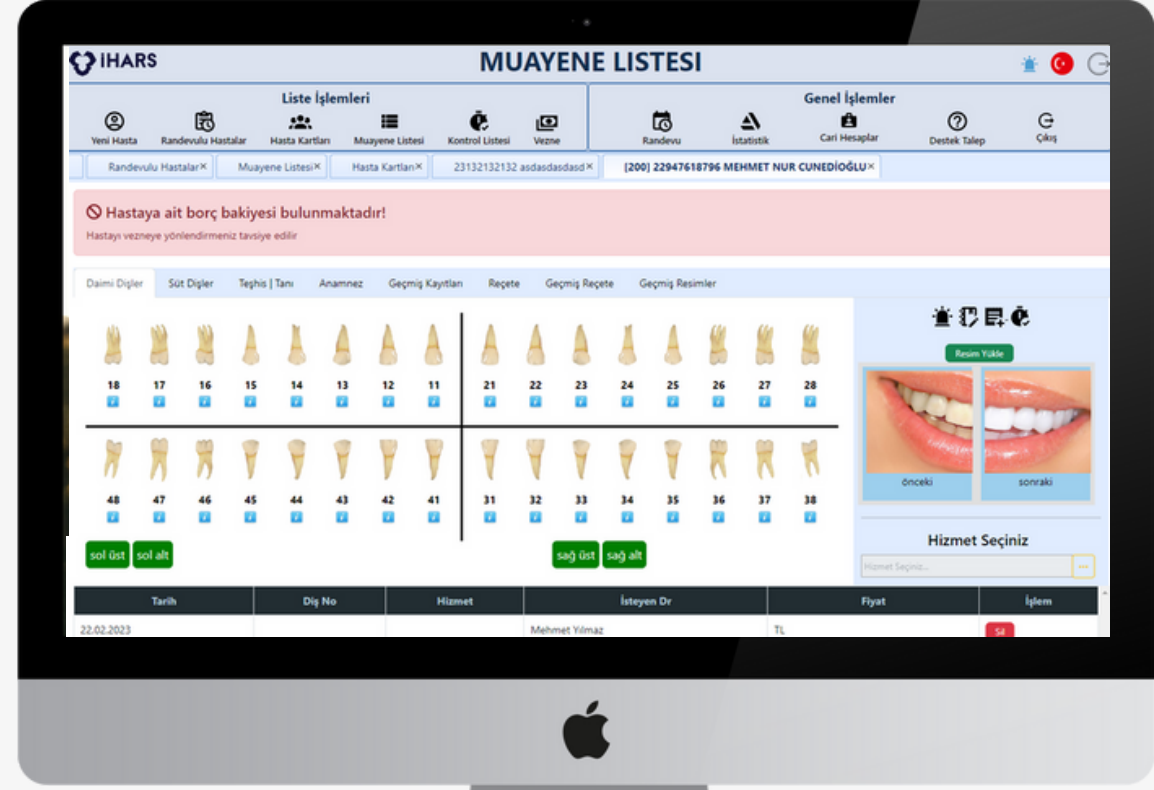 iHARS
MUAYENE LISTESI
Liste İşlemleri
Genel İşlemler
Yeni Hasta Randevulu Hastalar Hasta Kartları Muayene Listesi Kontrol Listesi Vezne Randevu İstatistik Cari Hesaplar Destek Talep Çıkış
Randevulu Hastalar× Muayene Listesi× Hasta Kartları× 23132132132 asdasdasdasd× [200] 22947618796 MEHMET NUR CUNEDİOĞLU×
Hastaya ait borç bakiyesi bulunmaktadır!
Hastayı vezneye yönlendirmeniz tavsiye edilir
Daimi Dişler Süt Dişler Teşhis | Tanı Anamnez Geçmiş Kayıtları Reçete Geçmiş Reçete Geçmiş Resimler
Resim Yükle
18 17 16 15 14 13 12 11 21 22 23 24 25 26 27 28
önceki sonraki
48 47 46 45 44 43 42 41 31 32 33 34 35 36 37 38
Hizmet Seçiniz
sol üst sol alt sağ üst sağ alt
Hizmet Seçiniz...
Tarih Diş No Hizmet İsteyen Dr Fiyat İşlem
22.02.2023 Mehmet Yılmaz TL Sil